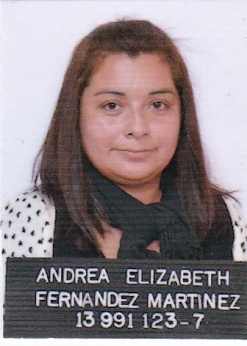 ANDREA ELIZABETH
FERNANDEZ MARTINEZ
13 991 123-7